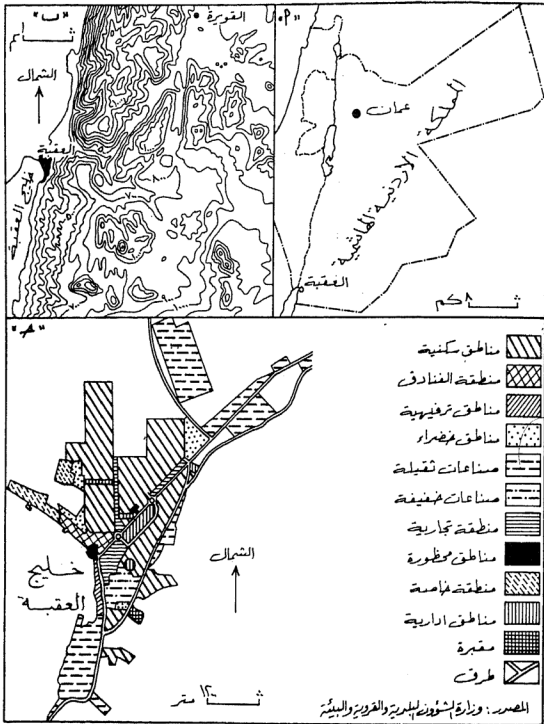 "أ"
عمان
المملكة الأردنية الهاشمية
العقبة
٨ كم
"ب"
القويرة
الشمال
العقبة
خليج العقبة
خليج
العقبة
الشمال
١٢٠ متر
مناطق سكنية
منطقة الفنادق
مناطق ترفيهية
مناطق خضراء
صناعات ثقيلة
صناعات خفيفة
منطقة تجارية
مناطق محظورة
منطقة خاصة
مناطق ادارية
مقبرة
طرق
المصدر: وزارة الشؤون البلدية والقروية والبيئة